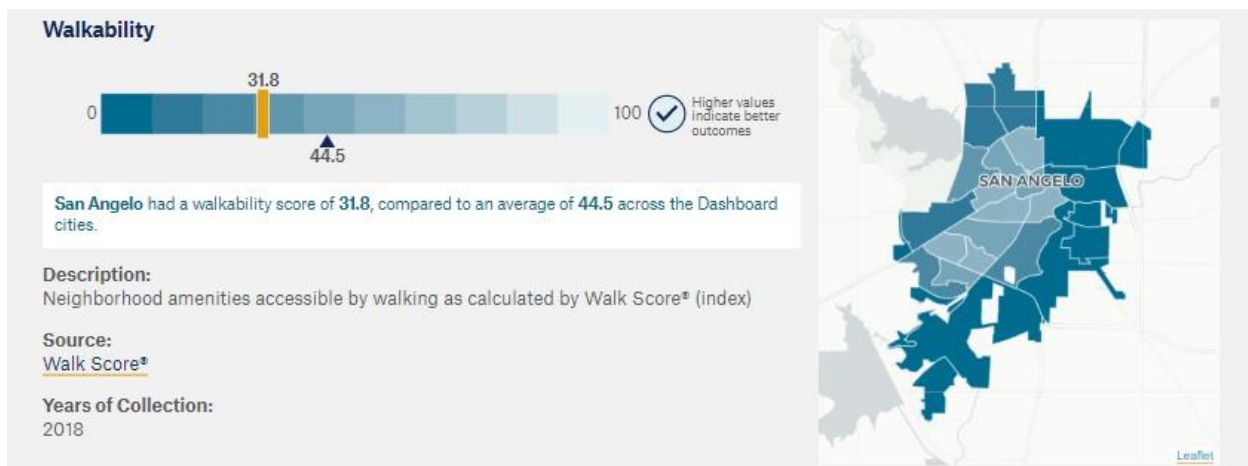 Walkability
31.8
0
100
Higher values
indicate better
outcomes
44.5
San Angelo had a walkability score of 31.8, compared to an average of 44.5 across the Dashboard
cities.
Description:
Neighborhood amenities accessible by walking as calculated by Walk Score® (index)
Source:
Walk Score®
Years of Collection:
2018
SAN ANGELO
Leaflet